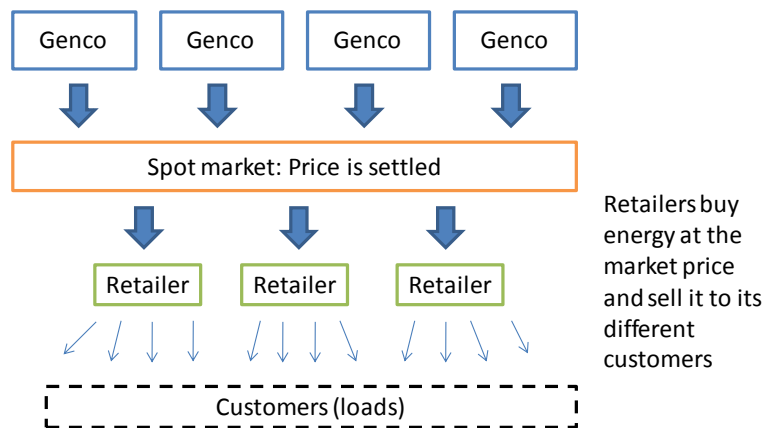 Genco
Genco
Genco
Genco
Spot market: Price is settled
Retailers buy
energy at the
market price
and sell it to its
different
customers
Retailer
Retailer
Retailer
Customers (loads)